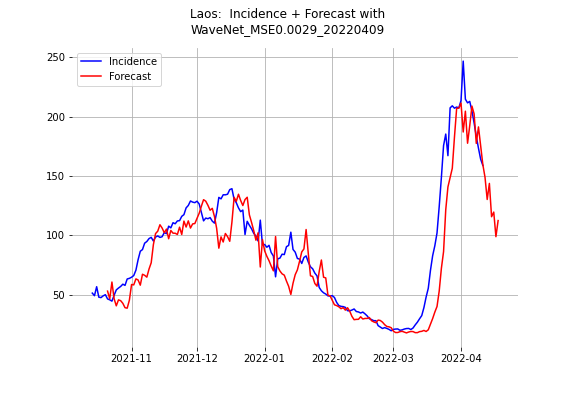 Laos:  Incidence + Forecast with
WaveNet_MSE0.0029_20220409
Incidence
Forecast
250
200
150
100
50
2021-11
2021-12
2022-01
2022-02
2022-03
2022-04